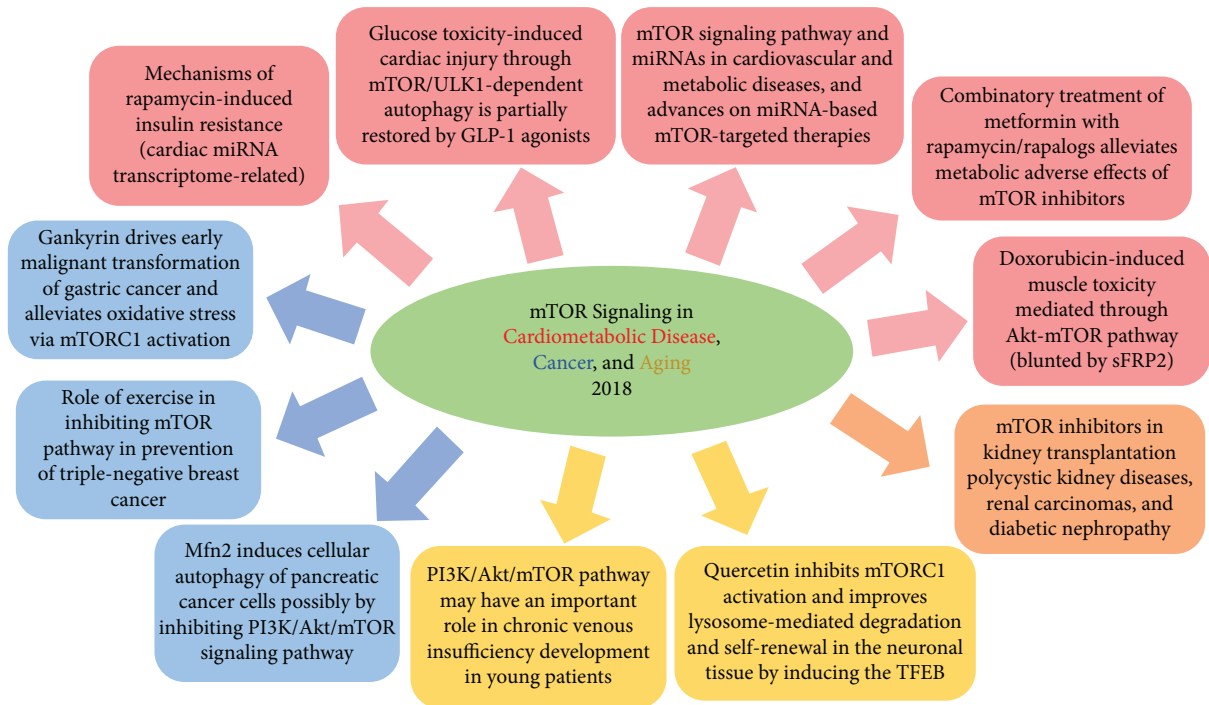 Mechanisms of
rapamycin-induced
insulin resistance
(cardiac miRNA
transcriptome-related)
Glucose toxicity-induced
cardiac injury through
mTOR/ULK1-dependent
autophagy is partially
restored by GLP-1 agonists
mTOR signaling pathway and
miRNAs in cardiovascular and
metabolic diseases, and
advances on miRNA-based
mTOR-targeted therapies
Combinatory treatment of
metformin with
rapamycin/rapalogs alleviates
metabolic adverse effects of
mTOR inhibitors
Gankyrin drives early
malignant transformation
of gastric cancer and
alleviates oxidative stress
via mTORC1 activation
mTOR Signaling in
Cardiometabolic Disease,
Cancer, and Aging
2018
Doxorubicin-induced
muscle toxicity
mediated through
Akt-mTOR pathway
(blunted by sFRP2)
Role of exercise in
inhibiting mTOR
pathway in prevention
of triple-negative breast
cancer
mTOR inhibitors in
kidney transplantation
polycystic kidney diseases,
renal carcinomas, and
diabetic nephropathy
Mfn2 induces cellular
autophagy of pancreatic
cancer cells possibly by
inhibiting PI3K/Akt/mTOR
signaling pathway
PI3K/Akt/mTOR pathway
may have an important
role in chronic venous
insufficiency development
in young patients
Quercetin inhibits mTORC1
activation and improves
lysosome-mediated degradation
and self-renewal in the neuronal
tissue by inducing the TFEB